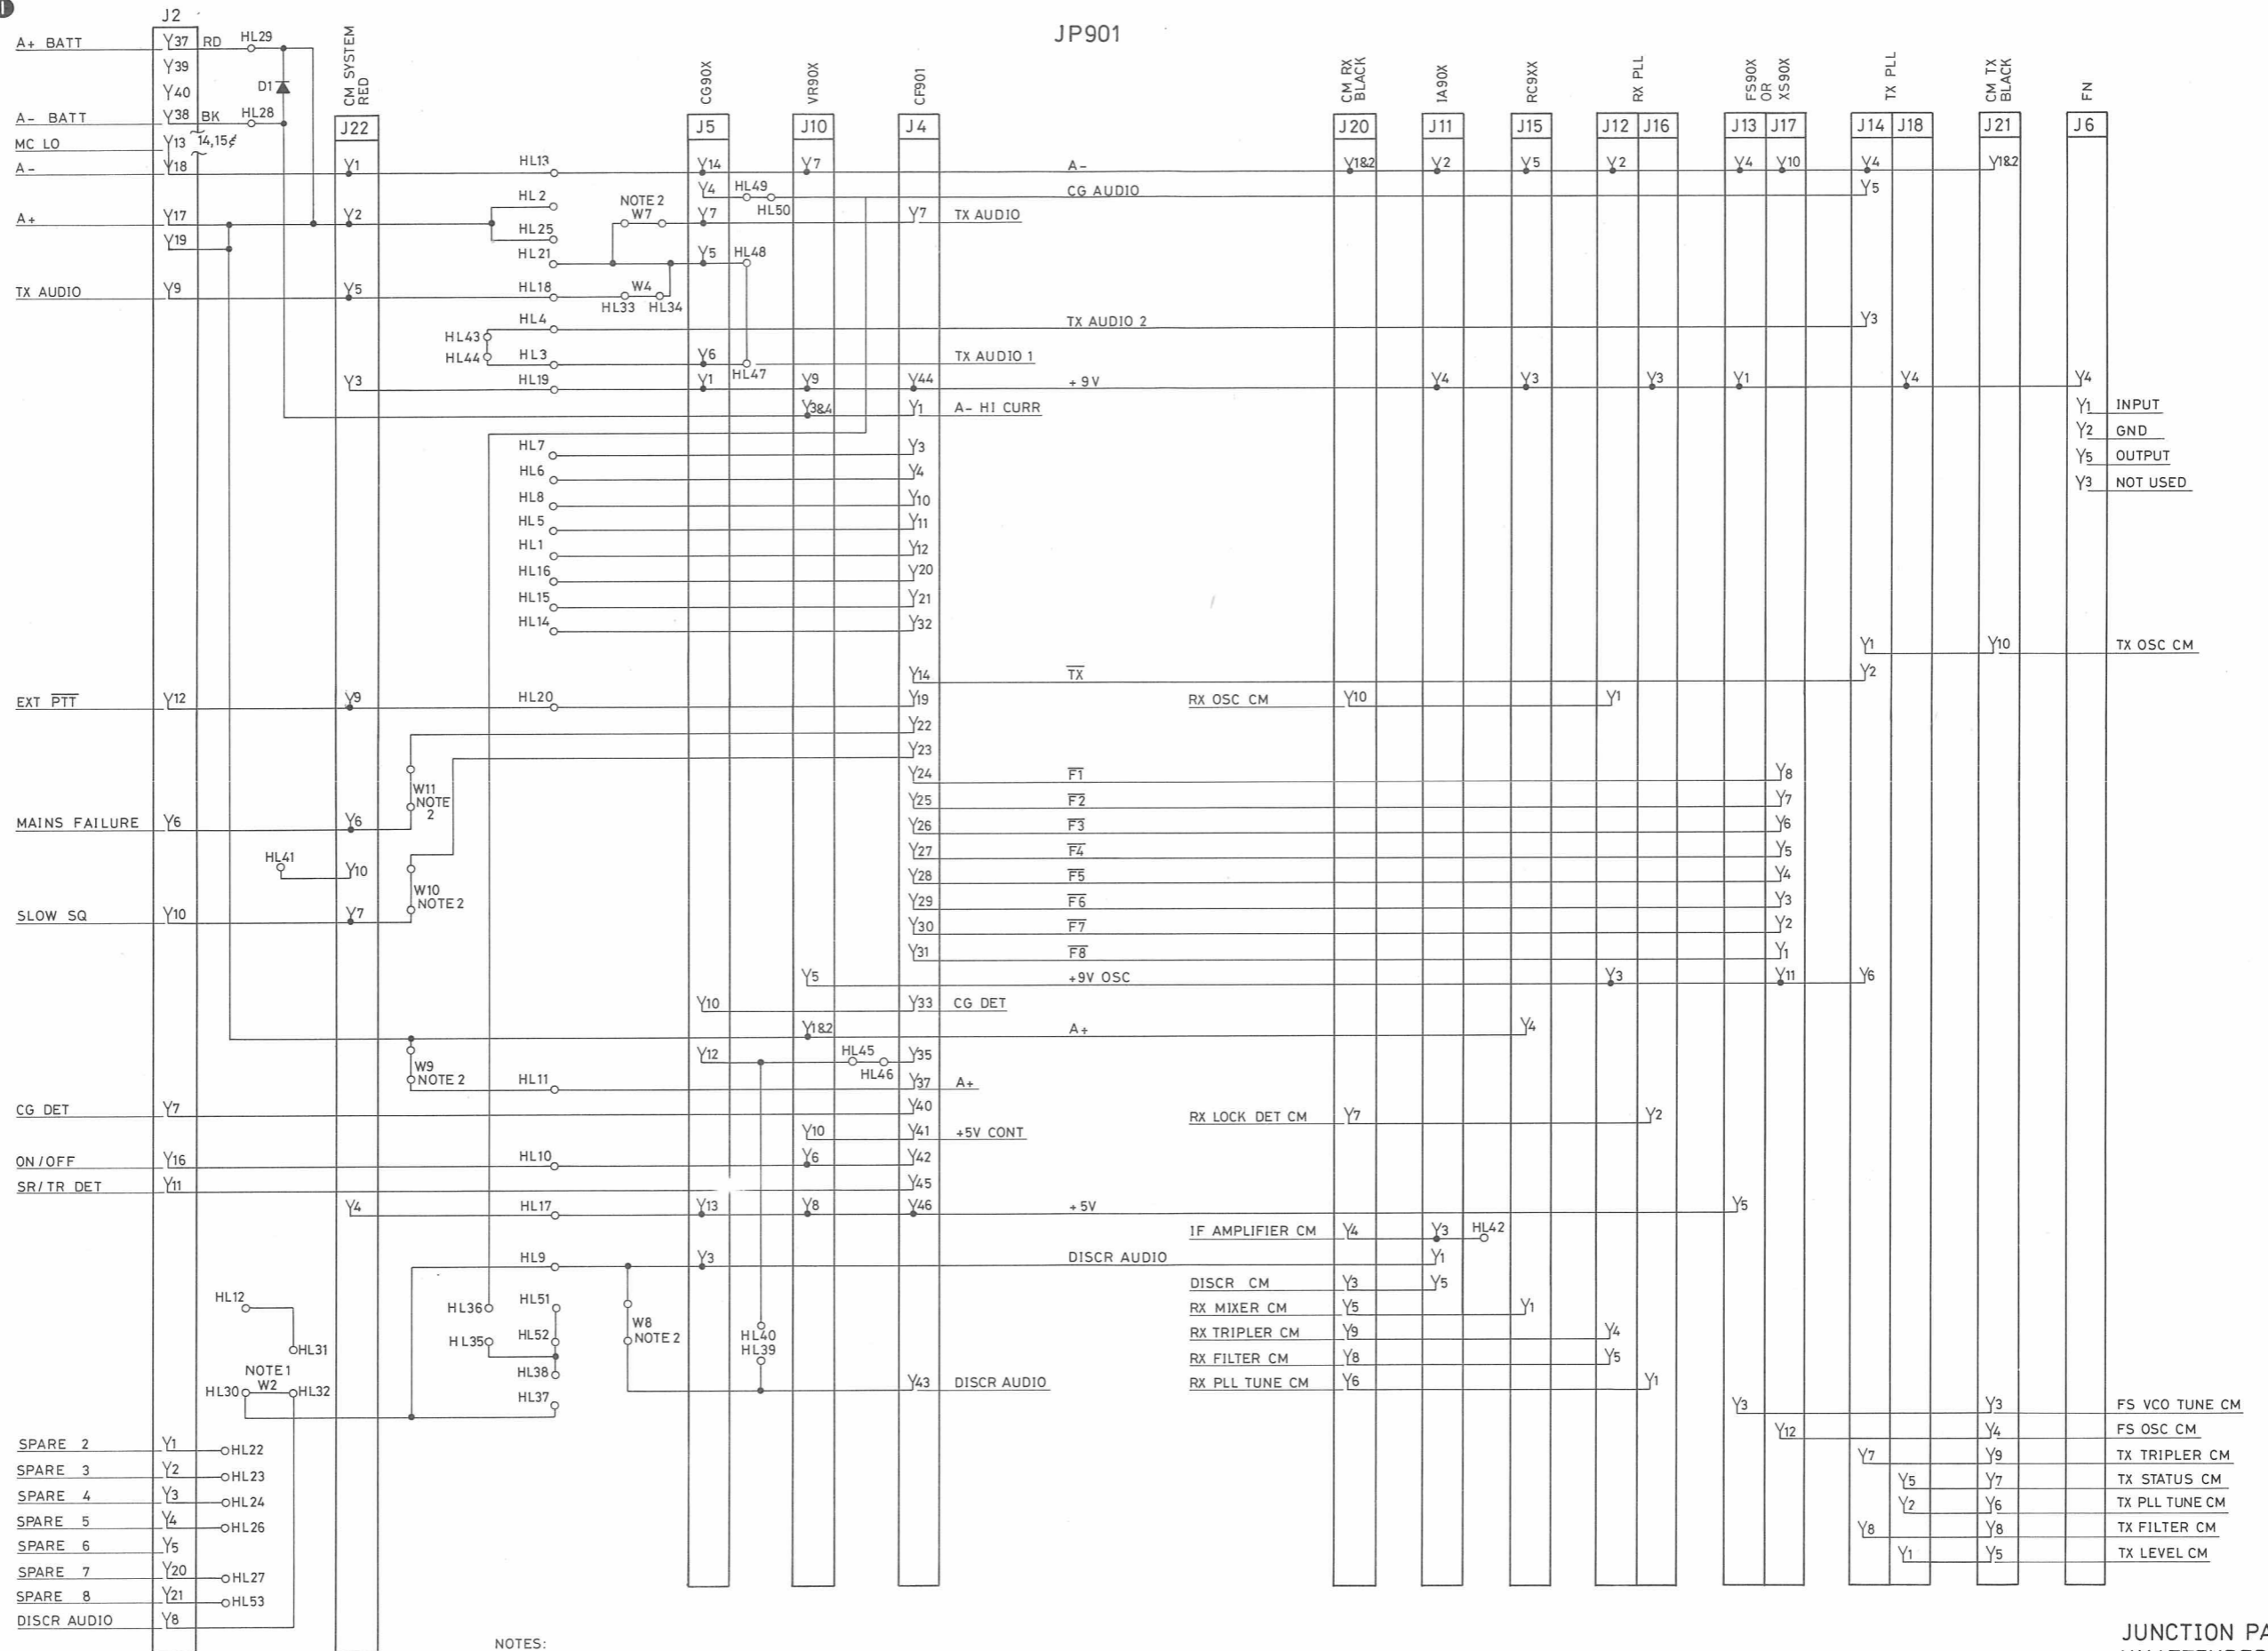 J2
JP901
A+ BATT Y37 RD HL29
Y39
Y40 D1
A- BATT Y38 BK HL28
MC LO Y13 14,15¢
A- Y18
CM SYSTEM
RED
J22
CG90X
J5
VR90X
J10
CF901
J4
CM RX
BLACK
J20
IA90X
J11
RC9XX
J15
RX PLL
J12 J16
FS90X
OR
XS90X
J13 J17
TX PLL
J14 J18
CM TX
BLACK
J21
FN
J6
Y1 HL13 Y14 Y7 A- Y1&2 Y2 Y5 Y2 Y4 Y10 Y4 Y1&2
HL2 Y4 HL49 HL50 CG AUDIO Y5
A+ Y17 Y2 NOTE 2 W7 Y7 Y7 TX AUDIO
Y19 HL25
HL21 Y5 HL48
TX AUDIO Y9 Y5 HL18 W4
HL33 HL34
HL4 TX AUDIO 2 Y3
HL43
HL44 HL3 Y6 TX AUDIO 1
HL47
Y3 HL19 Y1 Y9 Y44 +9V Y4 Y3 Y3 Y1 Y4 Y4
Y3&4 Y1 A- HI CURR Y1 INPUT
Y2 GND
HL7 Y3 Y5 OUTPUT
HL6 Y4 Y3 NOT USED
HL8 Y10
HL5 Y11
HL1 Y12
HL16 Y20
HL15 Y21
HL14 Y32
Y1 Y10 TX OSC CM
Y14 TX Y2
EXT PTT Y12 Y9 HL20 Y19 RX OSC CM Y10 Y1
Y22
Y23
Y24 F1 Y8
W11
NOTE
2
Y25 F2 Y7
MAINS FAILURE Y6 Y6 Y26 F3 Y6
Y27 F4 Y5
HL41 Y10 Y28 F5 Y4
W10
NOTE 2
Y29 F6 Y3
SLOW SQ Y10 Y7 Y30 F7 Y2
Y31 F8 Y1
Y5 +9V OSC Y3 Y11 Y6
Y10 Y33 CG DET
Y1&2 A+ Y4
Y12 HL45 HL46 Y35
W9
NOTE 2 HL11 Y37 A+
CG DET Y7 Y40 RX LOCK DET CM Y7 Y2
Y10 Y41 +5V CONT
ON/OFF Y16 HL10 Y6 Y42
SR/TR DET Y11 Y45
Y4 HL17 Y13 Y8 Y46 +5V Y5
IF AMPLIFIER CM Y4 Y3 HL42
HL9 Y3 DISCR AUDIO Y1
DISCR CM Y3 Y5
HL12 HL36 HL51 RX MIXER CM Y5 Y1
W8
NOTE 2
HL35 HL52 HL40 RX TRIPLER CM Y9 Y4
HL31 HL39 RX FILTER CM Y8 Y5
NOTE 1
W2
HL38
HL30 HL32 HL37 Y43 DISCR AUDIO RX PLL TUNE CM Y6 Y1
Y3 Y3 FS VCO TUNE CM
Y12 Y4 FS OSC CM
SPARE 2 Y1 HL22
Y7 Y9 TX TRIPLER CM
SPARE 3 Y2 HL23
Y5 Y7 TX STATUS CM
SPARE 4 Y3 HL24
Y2 Y6 TX PLL TUNE CM
SPARE 5 Y4 HL26
Y8 Y8 TX FILTER CM
SPARE 6 Y5
Y1 Y5 TX LEVEL CM
SPARE 7 Y20 HL27
SPARE 8 Y21 HL53
DISCR AUDIO Y8
NOTES:
JUNCTION PA